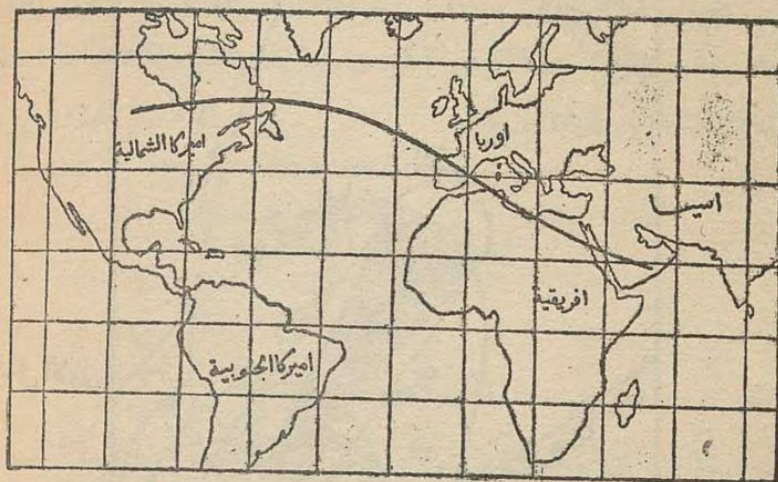 اوربا
اميركا الشمالية
اسيا
افريقية
اميركا الجنوبية